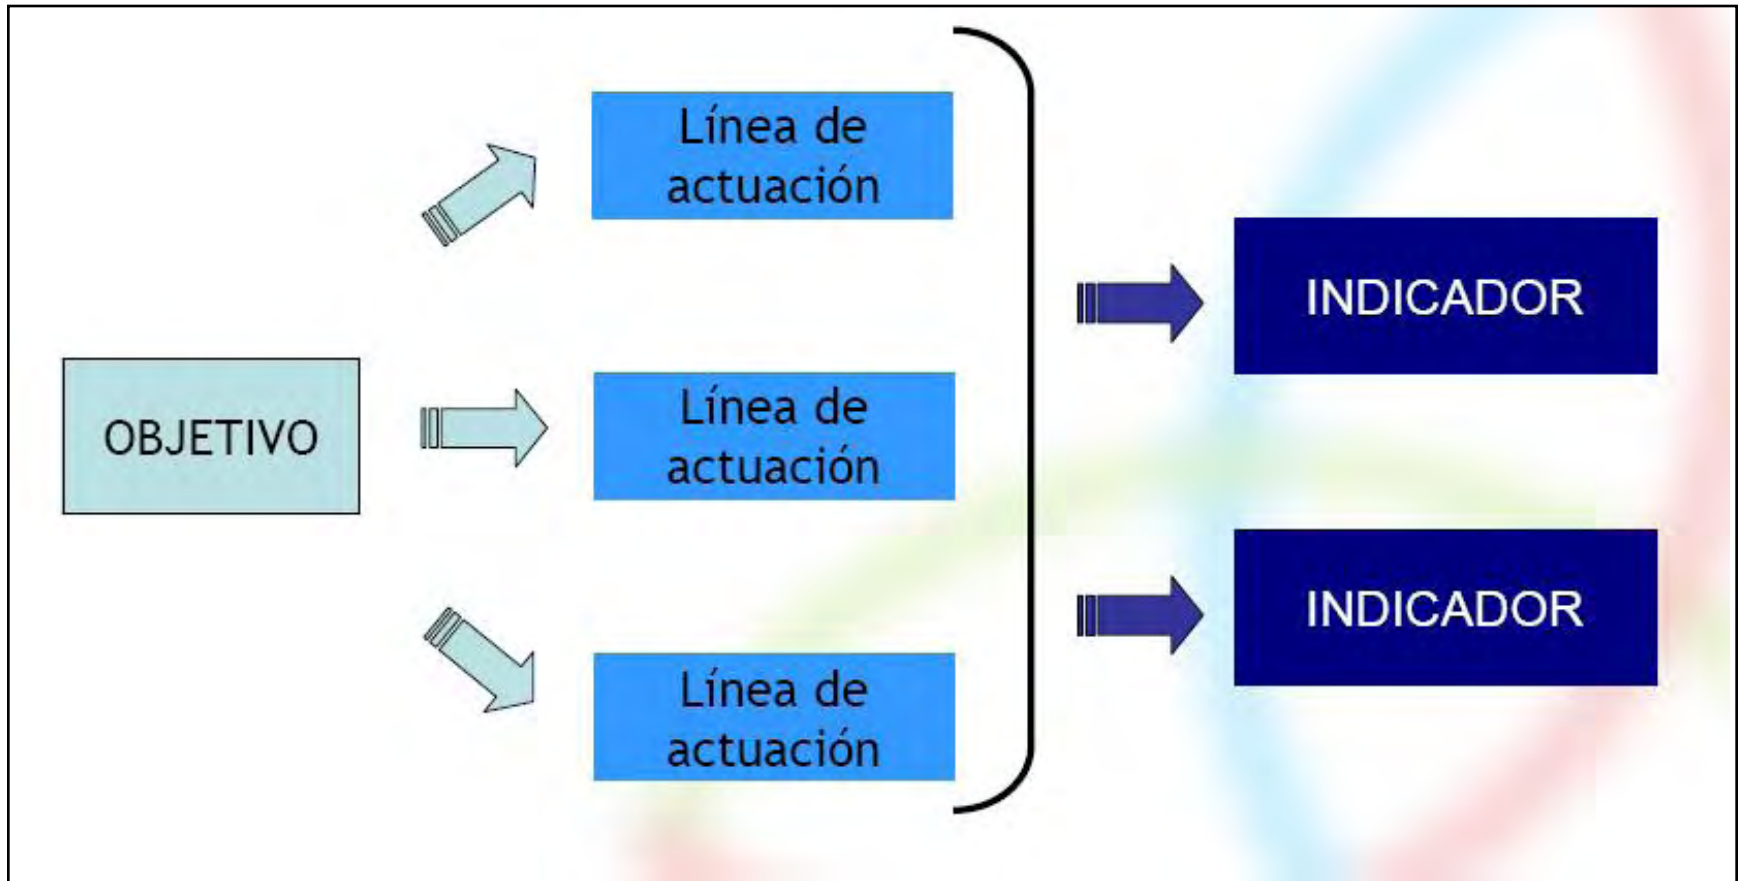 OBJETIVO
Línea de
actuación
Línea de
actuación
Línea de
actuación
INDICADOR
INDICADOR